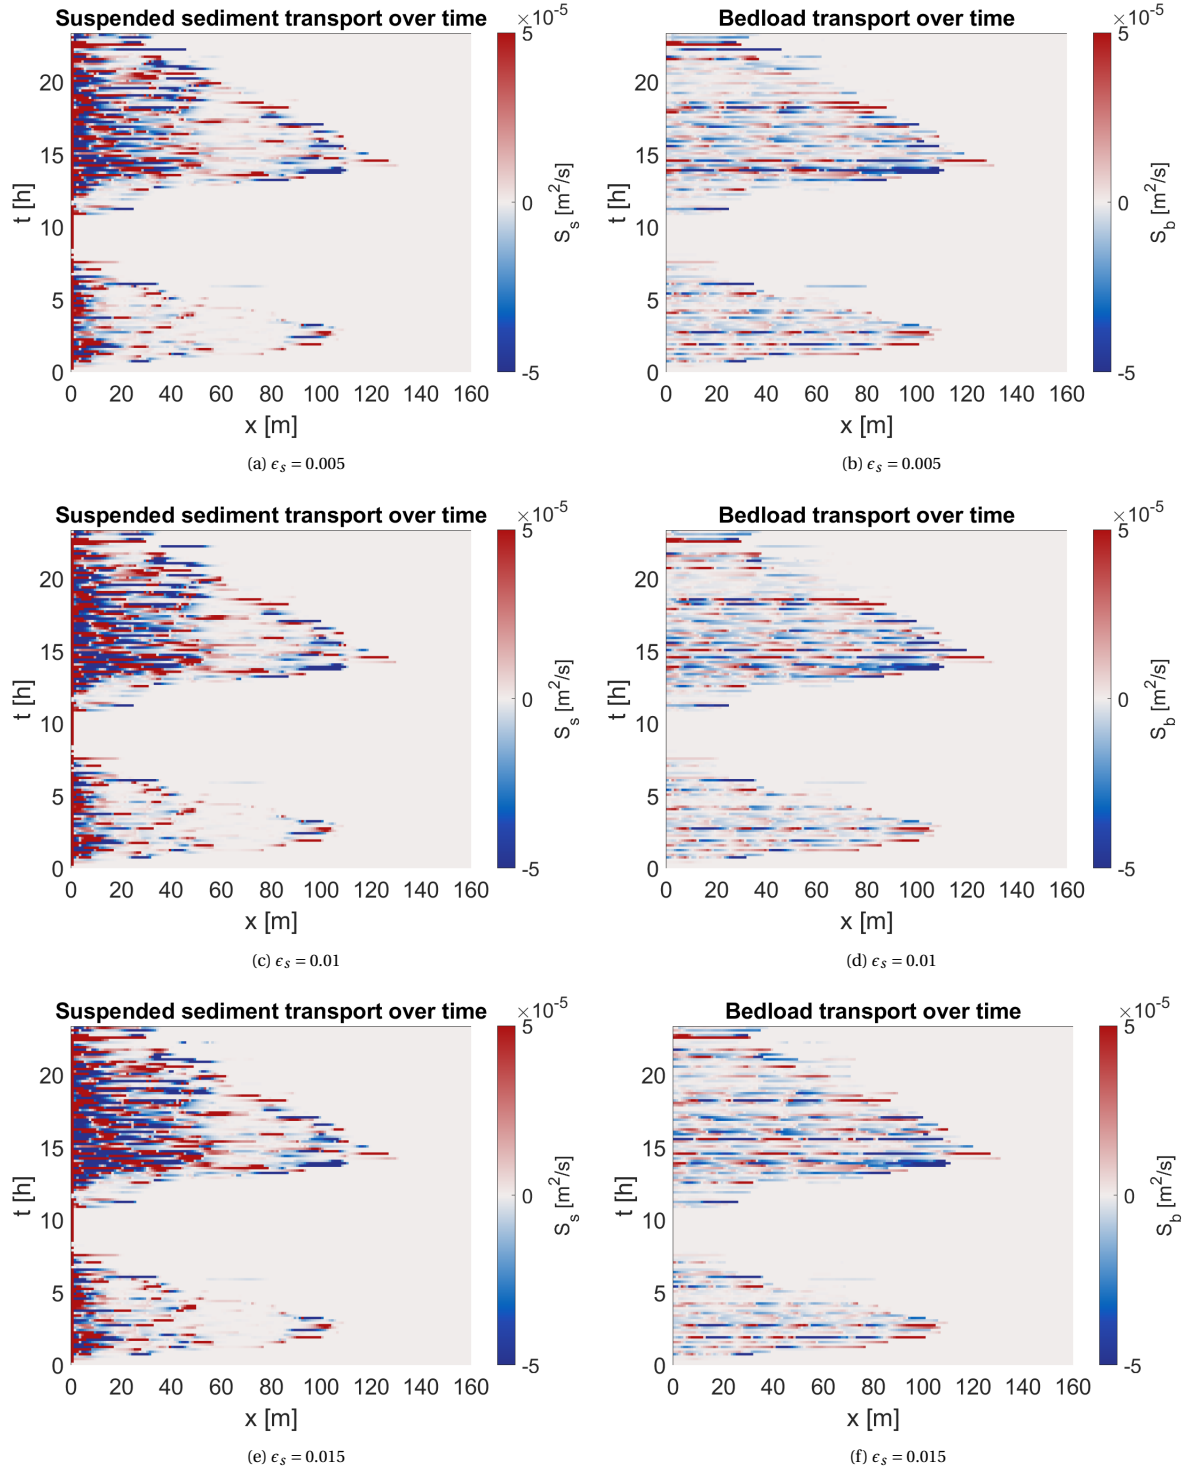 Suspended sediment transport over time
×10⁻⁵
5
0
-5
S_s [m²/s]
20
15
10
5
0
t [h]
0 20 40 60 80 100 120 140 160
x [m]
(a) ϵ_s = 0.005
Bedload transport over time
×10⁻⁵
5
0
-5
S_b [m²/s]
20
15
10
5
0
t [h]
0 20 40 60 80 100 120 140 160
x [m]
(b) ϵ_s = 0.005
Suspended sediment transport over time
×10⁻⁵
5
0
-5
S_s [m²/s]
20
15
10
5
0
t [h]
0 20 40 60 80 100 120 140 160
x [m]
(c) ϵ_s = 0.01
Bedload transport over time
×10⁻⁵
5
0
-5
S_b [m²/s]
20
15
10
5
0
t [h]
0 20 40 60 80 100 120 140 160
x [m]
(d) ϵ_s = 0.01
Suspended sediment transport over time
×10⁻⁵
5
0
-5
S_s [m²/s]
20
15
10
5
0
t [h]
0 20 40 60 80 100 120 140 160
x [m]
(e) ϵ_s = 0.015
Bedload transport over time
×10⁻⁵
5
0
-5
S_b [m²/s]
20
15
10
5
0
t [h]
0 20 40 60 80 100 120 140 160
x [m]
(f) ϵ_s = 0.015